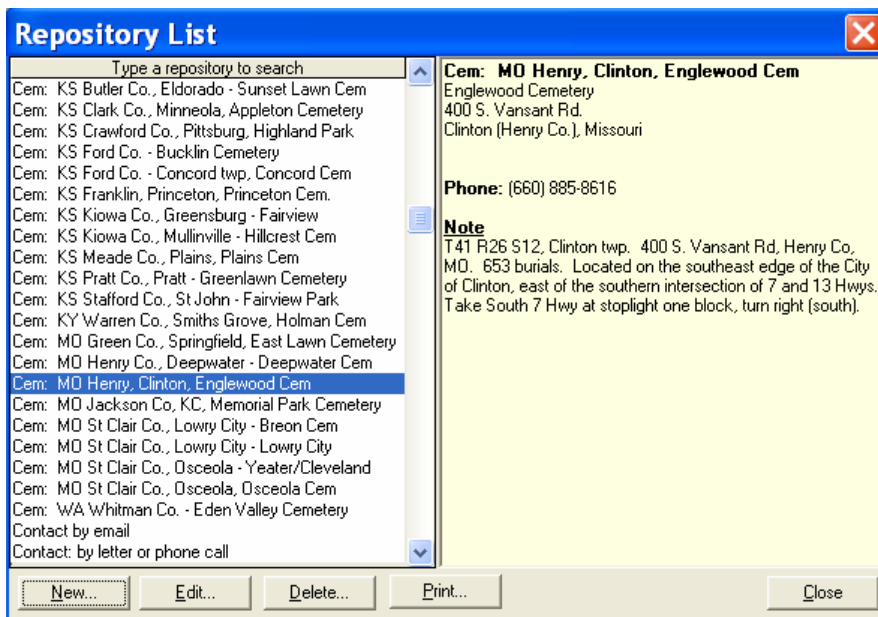 Repository List
Type a repository to search
Cem:  KS Butler Co., Eldorado - Sunset Lawn Cem
Cem:  KS Clark Co., Minneola, Appleton Cemetery
Cem:  KS Crawford Co., Pittsburg, Highland Park
Cem:  KS Ford Co. - Bucklin Cemetery
Cem:  KS Ford Co. - Concord twp, Concord Cem
Cem:  KS Franklin, Princeton, Princeton Cem.
Cem:  KS Kiowa Co., Greensburg - Fairview
Cem:  KS Kiowa Co., Mullinville - Hillcrest Cem
Cem:  KS Meade Co., Plains, Plains Cem
Cem:  KS Pratt Co., Pratt - Greenlawn Cemetery
Cem:  KS Stafford Co., St John - Fairview Park
Cem:  KY Warren Co., Smiths Grove, Holman Cem
Cem:  MO Green Co., Springfield, East Lawn Cemetery
Cem:  MO Henry Co., Deepwater - Deepwater Cem
Cem:  MO Henry, Clinton, Englewood Cem
Cem:  MO Jackson Co, KC, Memorial Park Cemetery
Cem:  MO St Clair Co., Lowry City - Breon Cem
Cem:  MO St Clair Co., Lowry City - Lowry City
Cem:  MO St Clair Co., Osceola - Yeater/Cleveland
Cem:  MO St Clair Co., Osceola, Osceola Cem
Cem:  WA Whitman Co. - Eden Valley Cemetery
Contact by email
Contact: by letter or phone call
Cem:  MO Henry, Clinton, Englewood Cem
Englewood Cemetery
400 S. Vansant Rd.
Clinton (Henry Co.), Missouri
Phone: (660) 885-8616
Note
T41 R26 S12, Clinton twp.  400 S. Vansant Rd, Henry Co,
MO.  653 burials.  Located on the southeast edge of the City
of Clinton, east of the southern intersection of 7 and 13 Hwys.
Take South 7 Hwy at stoplight one block, turn right (south).
New...
Edit...
Delete...
Print...
Close